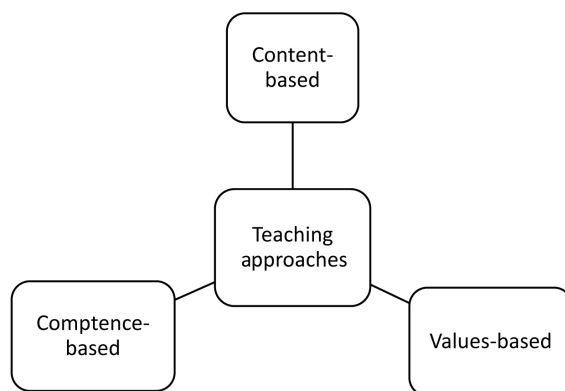 Content-
based
Teaching
approaches
Comptence-
based
Values-based